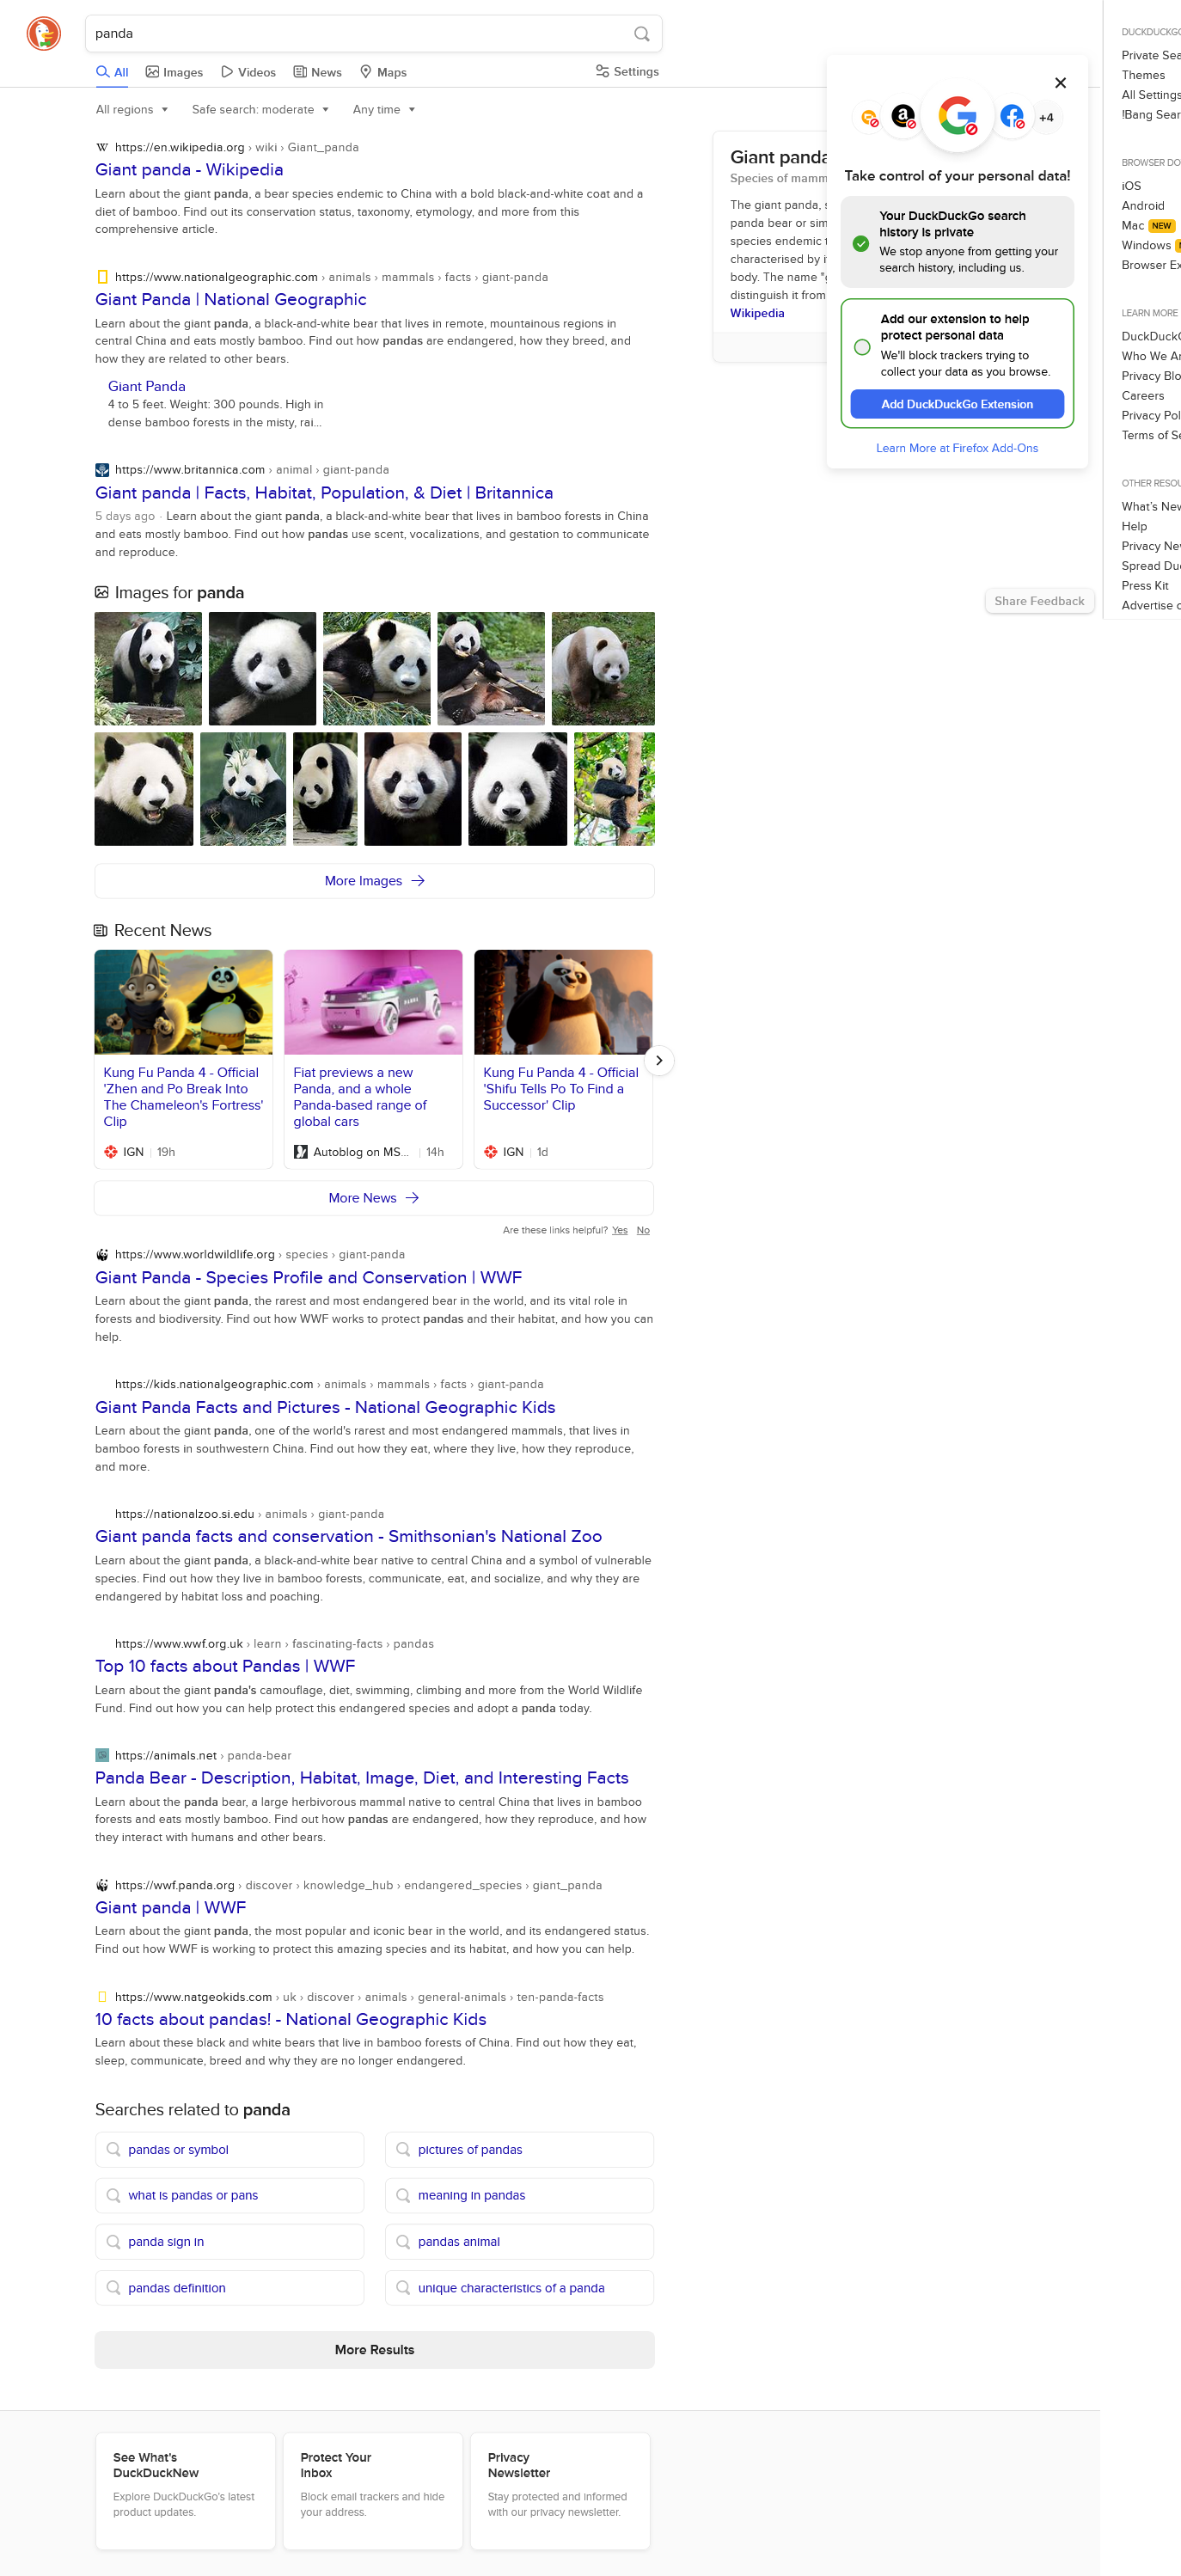 panda
All
Images
Videos
News
Maps
Settings
All regions
Safe search: moderate
Any time
https://en.wikipedia.org › wiki › Giant_panda
Giant panda - Wikipedia
Learn about the giant panda, a bear species endemic to China with a bold black-and-white coat and a
diet of bamboo. Find out its conservation status, taxonomy, etymology, and more from this
comprehensive article.
https://www.nationalgeographic.com › animals › mammals › facts › giant-panda
Giant Panda | National Geographic
Learn about the giant panda, a black-and-white bear that lives in remote, mountainous regions in
central China and eats mostly bamboo. Find out how pandas are endangered, how they breed, and
how they are related to other bears.
Giant Panda
4 to 5 feet. Weight: 300 pounds. High in
dense bamboo forests in the misty, rai...
https://www.britannica.com › animal › giant-panda
Giant panda | Facts, Habitat, Population, & Diet | Britannica
5 days ago · Learn about the giant panda, a black-and-white bear that lives in bamboo forests in China
and eats mostly bamboo. Find out how pandas use scent, vocalizations, and gestation to communicate
and reproduce.
Images for panda
More Images
Recent News
PANDA
Kung Fu Panda 4 - Official
'Zhen and Po Break Into
The Chameleon's Fortress'
Clip
IGN | 19h
Fiat previews a new
Panda, and a whole
Panda-based range of
global cars
Autoblog on MS... | 14h
Kung Fu Panda 4 - Official
'Shifu Tells Po To Find a
Successor' Clip
IGN | 1d
More News
Are these links helpful? Yes No
https://www.worldwildlife.org › species › giant-panda
Giant Panda - Species Profile and Conservation | WWF
Learn about the giant panda, the rarest and most endangered bear in the world, and its vital role in
forests and biodiversity. Find out how WWF works to protect pandas and their habitat, and how you can
help.
https://kids.nationalgeographic.com › animals › mammals › facts › giant-panda
Giant Panda Facts and Pictures - National Geographic Kids
Learn about the giant panda, one of the world's rarest and most endangered mammals, that lives in
bamboo forests in southwestern China. Find out how they eat, where they live, how they reproduce,
and more.
https://nationalzoo.si.edu › animals › giant-panda
Giant panda facts and conservation - Smithsonian's National Zoo
Learn about the giant panda, a black-and-white bear native to central China and a symbol of vulnerable
species. Find out how they live in bamboo forests, communicate, eat, and socialize, and why they are
endangered by habitat loss and poaching.
https://www.wwf.org.uk › learn › fascinating-facts › pandas
Top 10 facts about Pandas | WWF
Learn about the giant panda's camouflage, diet, swimming, climbing and more from the World Wildlife
Fund. Find out how you can help protect this endangered species and adopt a panda today.
https://animals.net › panda-bear
Panda Bear - Description, Habitat, Image, Diet, and Interesting Facts
Learn about the panda bear, a large herbivorous mammal native to central China that lives in bamboo
forests and eats mostly bamboo. Find out how pandas are endangered, how they reproduce, and how
they interact with humans and other bears.
https://wwf.panda.org › discover › knowledge_hub › endangered_species › giant_panda
Giant panda | WWF
Learn about the giant panda, the most popular and iconic bear in the world, and its endangered status.
Find out how WWF is working to protect this amazing species and its habitat, and how you can help.
https://www.natgeokids.com › uk › discover › animals › general-animals › ten-panda-facts
10 facts about pandas! - National Geographic Kids
Learn about these black and white bears that live in bamboo forests of China. Find out how they eat,
sleep, communicate, breed and why they are no longer endangered.
Searches related to panda
pandas or symbol
pictures of pandas
what is pandas or pans
meaning in pandas
panda sign in
pandas animal
pandas definition
unique characteristics of a panda
More Results
See What's
DuckDuckNew
Explore DuckDuckGo's latest
product updates.
Protect Your
Inbox
Block email trackers and hide
your address.
Privacy
Newsletter
Stay protected and informed
with our privacy newsletter.
Giant panda
Species of mamm
The giant panda, s
panda bear or sim
species endemic t
characterised by i
body. The name "g
distinguish it from
Wikipedia
+4
Take control of your personal data!
Your DuckDuckGo search
history is private
We stop anyone from getting your
search history, including us.
Add our extension to help
protect personal data
We'll block trackers trying to
collect your data as you browse.
Add DuckDuckGo Extension
Learn More at Firefox Add-Ons
Share Feedback
DUCKDUCKGO
Private Sea
Themes
All Settings
!Bang Sear
BROWSER DO
iOS
Android
Mac NEW
Windows
Browser Ex
LEARN MORE
DuckDuckG
Who We Ar
Privacy Blo
Careers
Privacy Pol
Terms of Se
OTHER RESOU
What's New
Help
Privacy Nev
Spread Duc
Press Kit
Advertise o